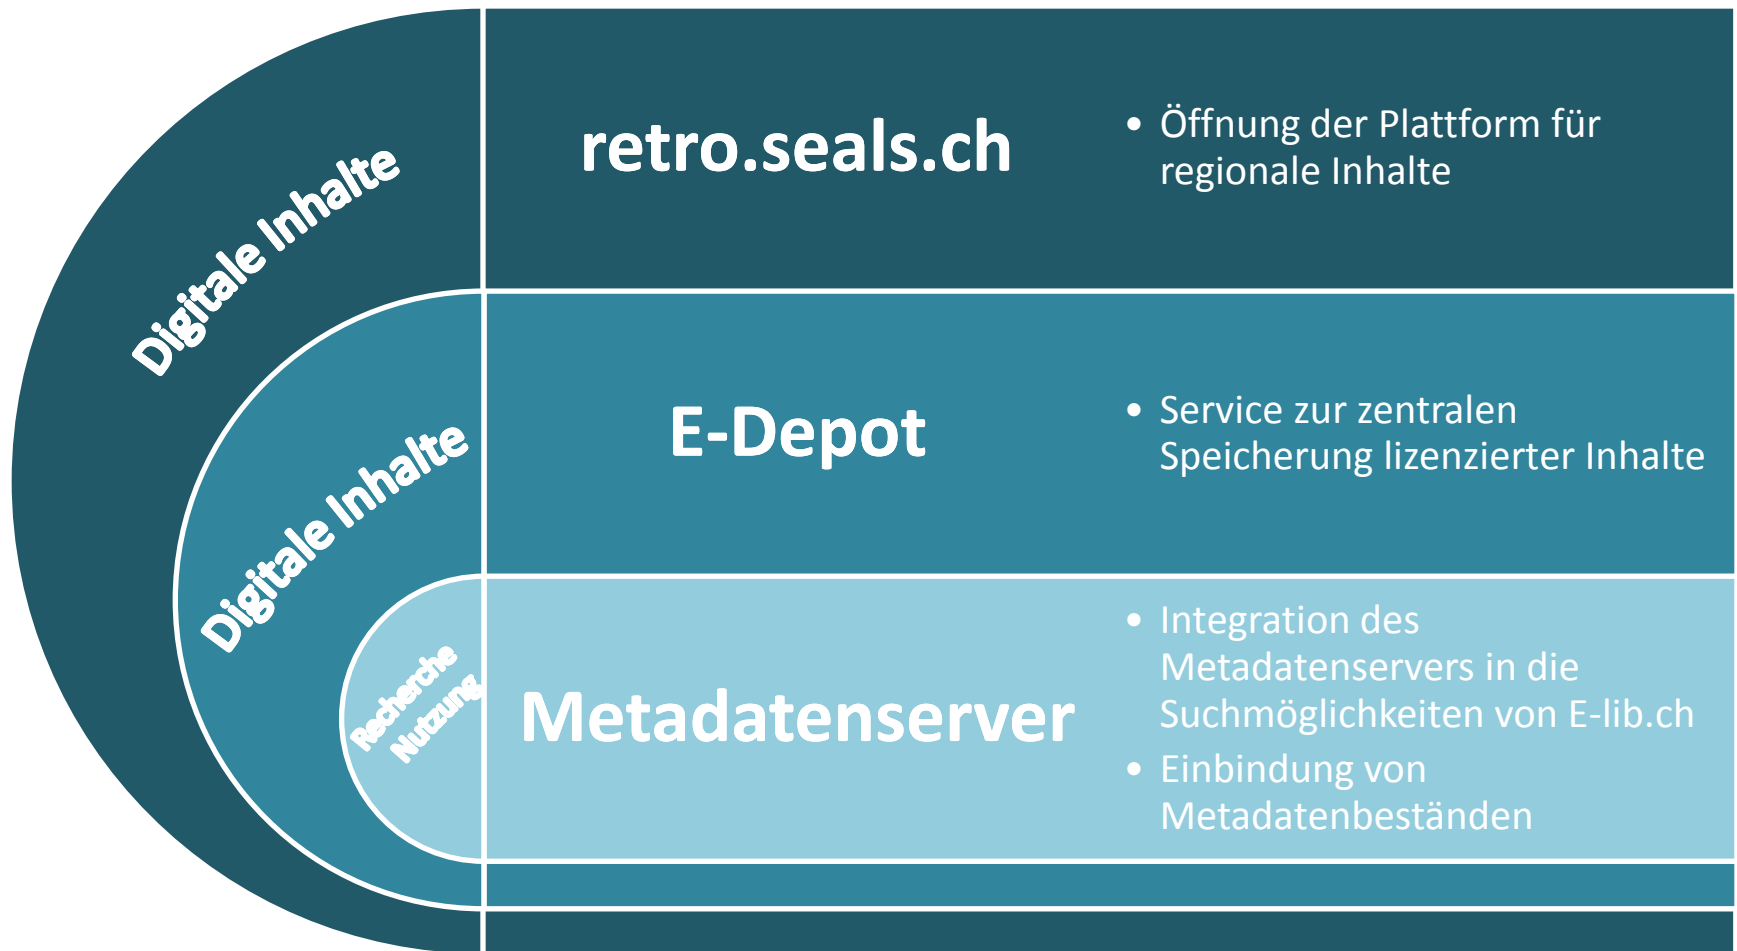 Digitale Inhalte
retro.seals.ch
• Öffnung der Plattform für
regionale Inhalte
Digitale Inhalte
E-Depot
• Service zur zentralen
Speicherung lizenzierter Inhalte
Recherche
Nutzung
Metadatenserver
• Integration des
Metadatenservers in die
Suchmöglichkeiten von E-lib.ch
• Einbindung von
Metadatenbeständen